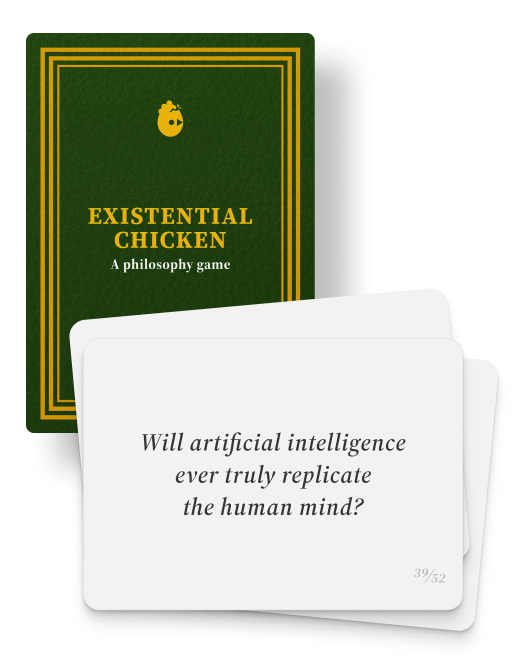 EXISTENTIAL
CHICKEN
A philosophy game
Will artificial intelligence
ever truly replicate
the human mind?
39/52